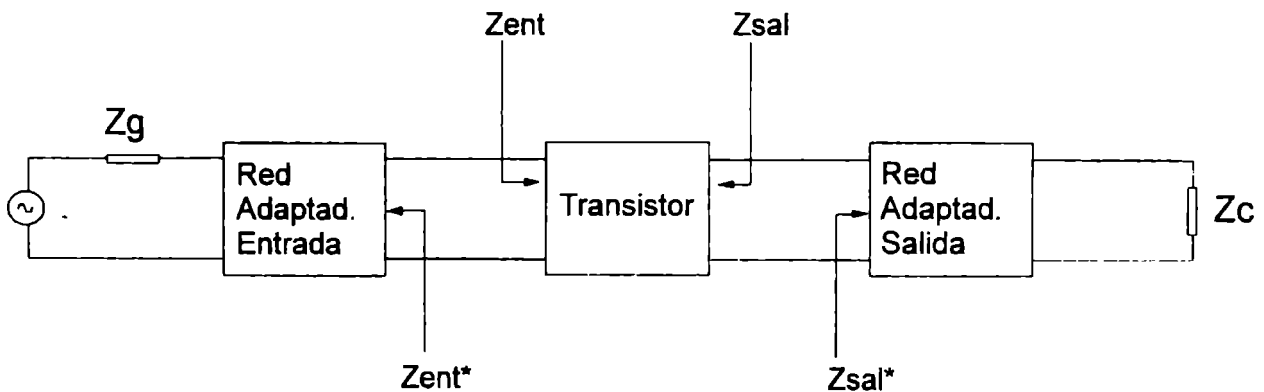 Zent
Zsal
Zg
Red
Adaptad.
Entrada
Transistor
Red
Adaptad.
Salida
Zc
Zent*
Zsal*